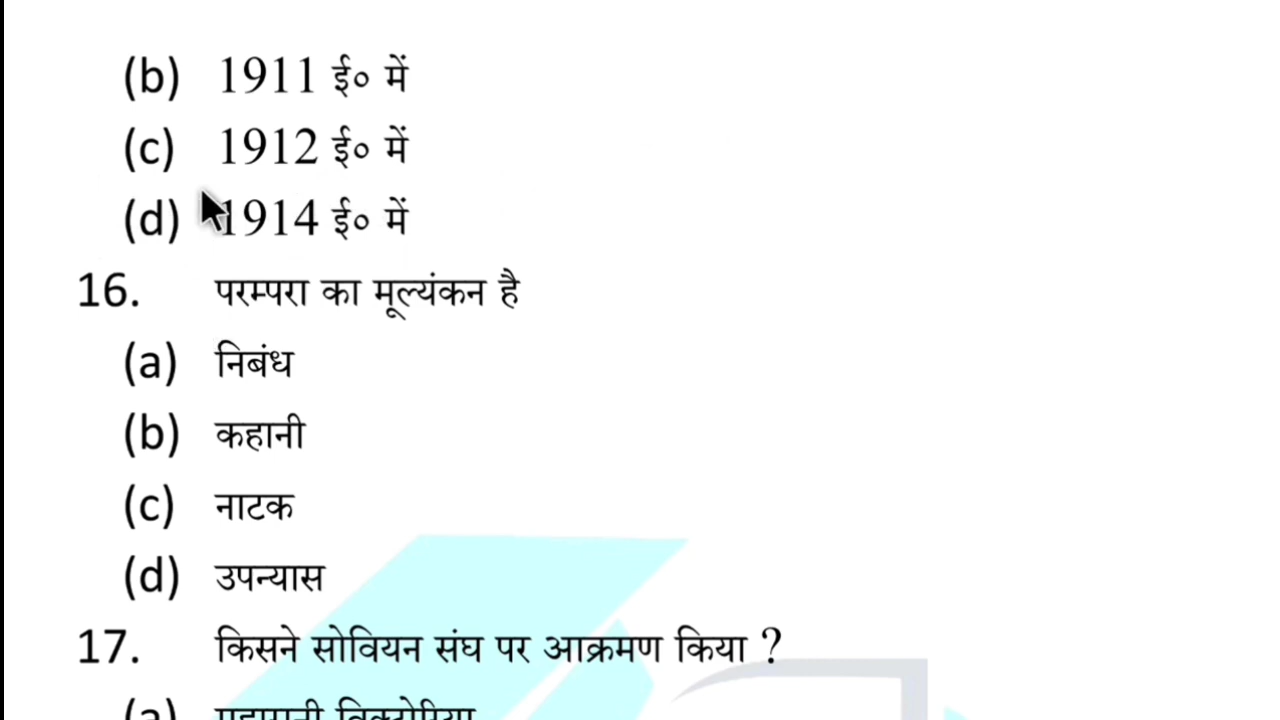 (b) 1911 ई० में
(c) 1912 ई० में
(d) 1914 ई० में
16. परम्परा का मूल्यंकन है
(a) निबंध
(b) कहानी
(c) नाटक
(d) उपन्यास
17. किसने सोवियन संघ पर आक्रमण किया ?
(a) महारानी विक्टोरिया